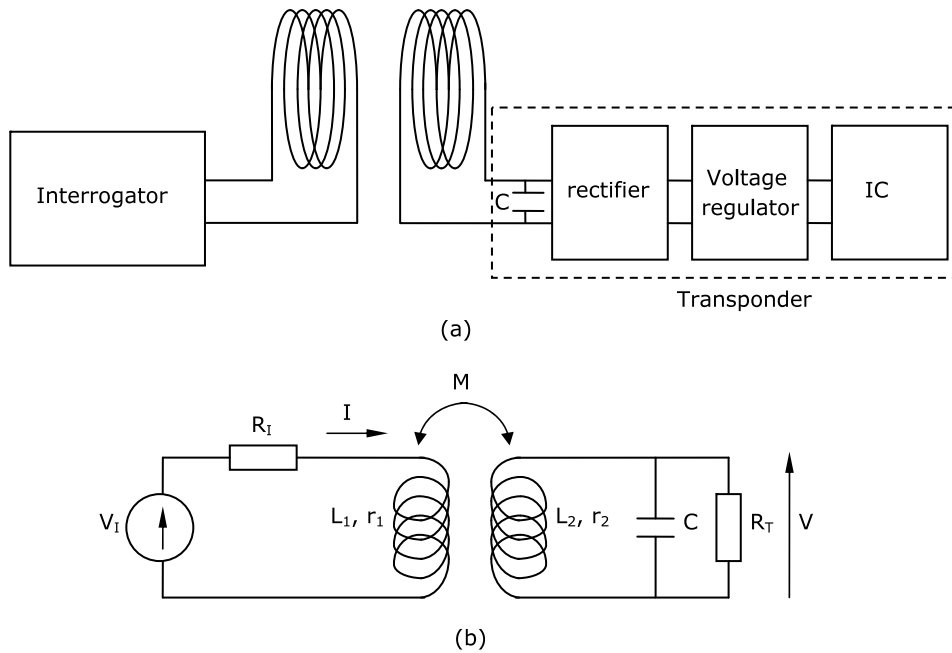 Interrogator
C
rectifier
Voltage
regulator
IC
Transponder
(a)
M
I
R_I
V_I
L_1, r_1
L_2, r_2
C
R_T
V
(b)